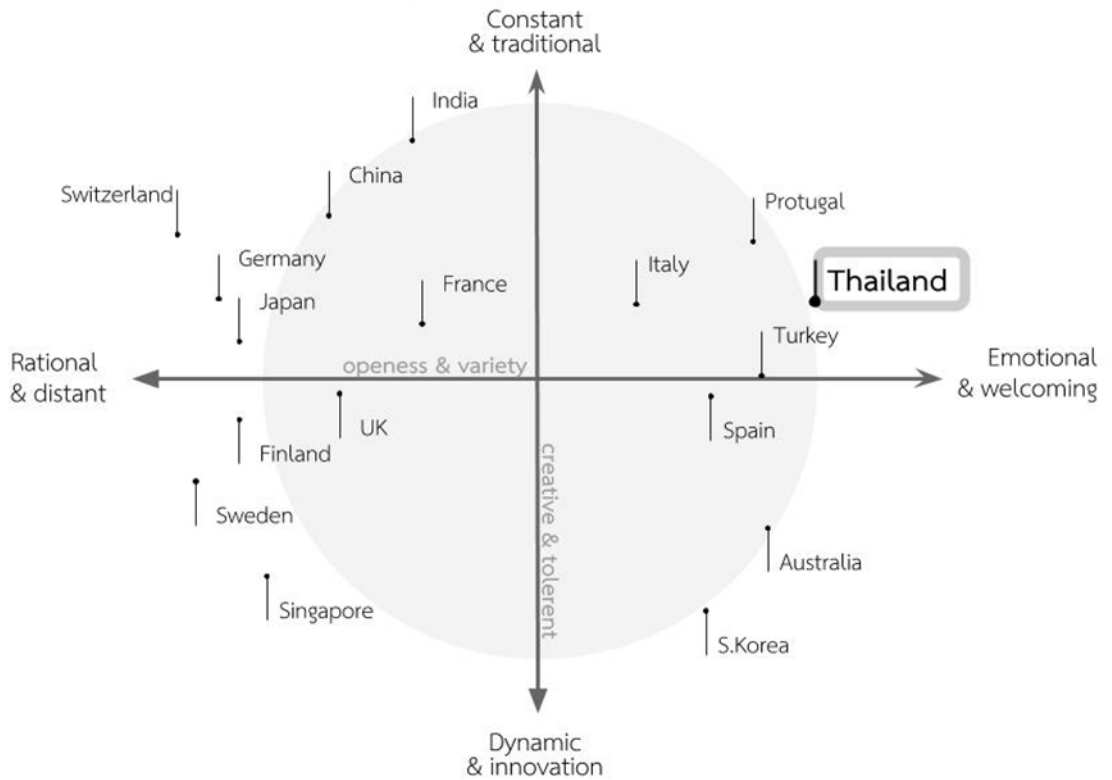 Constant
& traditional
India
China
Switzerland
Protugal
Germany
Italy
Thailand
France
Japan
Turkey
Rational
& distant
openess & variety
Emotional
& welcoming
UK
Spain
Finland
creative & tolerent
Sweden
Australia
Singapore
S.Korea
Dynamic
& innovation